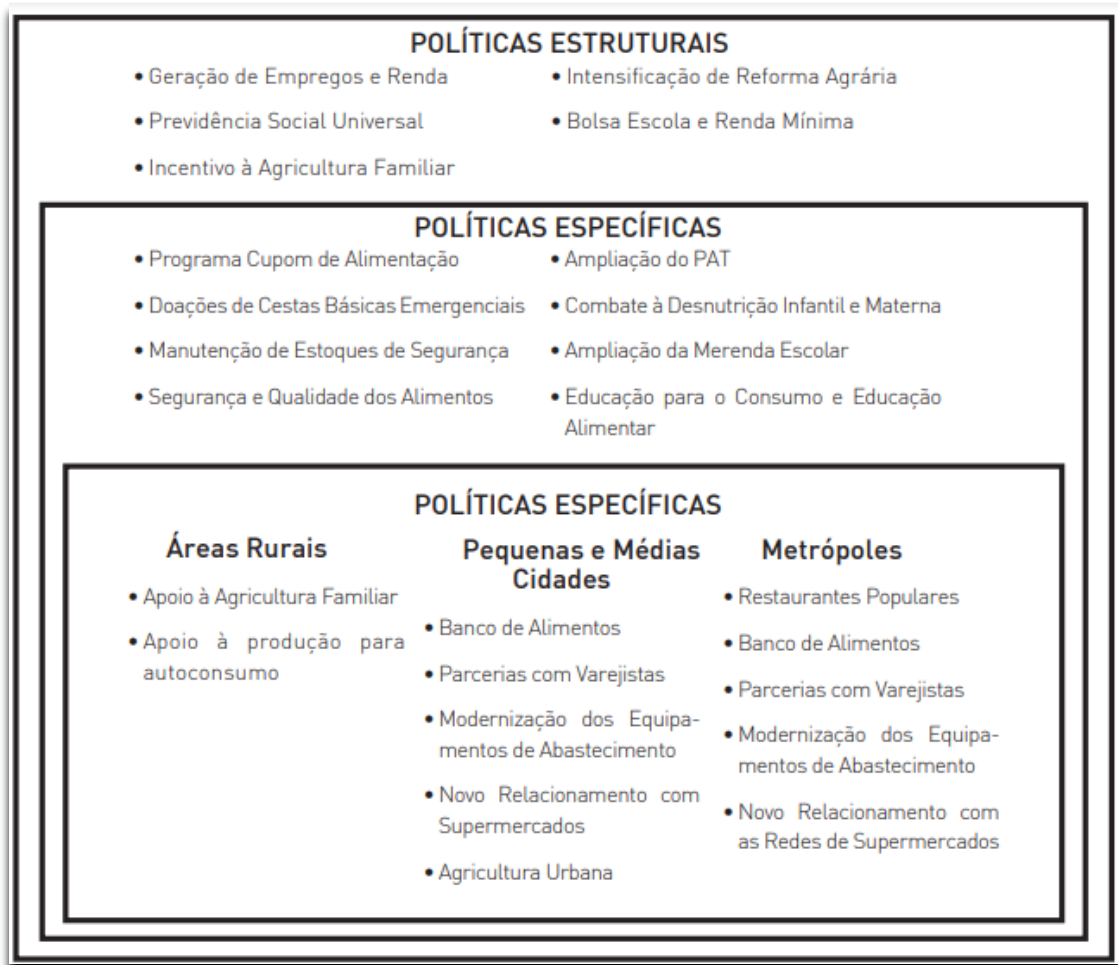 POLÍTICAS ESTRUTURAIS
• Geração de Empregos e Renda
• Previdência Social Universal
• Incentivo à Agricultura Familiar
• Intensificação de Reforma Agrária
• Bolsa Escola e Renda Mínima
POLÍTICAS ESPECÍFICAS
• Programa Cupom de Alimentação
• Doações de Cestas Básicas Emergenciais
• Manutenção de Estoques de Segurança
• Segurança e Qualidade dos Alimentos
• Ampliação do PAT
• Combate à Desnutrição Infantil e Materna
• Ampliação da Merenda Escolar
• Educação para o Consumo e Educação
Alimentar
POLÍTICAS ESPECÍFICAS
Áreas Rurais
• Apoio à Agricultura Familiar
• Apoio à produção para
autoconsumo
Pequenas e Médias
Cidades
• Banco de Alimentos
• Parcerias com Varejistas
• Modernização dos Equipa-
mentos de Abastecimento
• Novo Relacionamento com
Supermercados
• Agricultura Urbana
Metrópoles
• Restaurantes Populares
• Banco de Alimentos
• Parcerias com Varejistas
• Modernização dos Equipa-
mentos de Abastecimento
• Novo Relacionamento com
as Redes de Supermercados